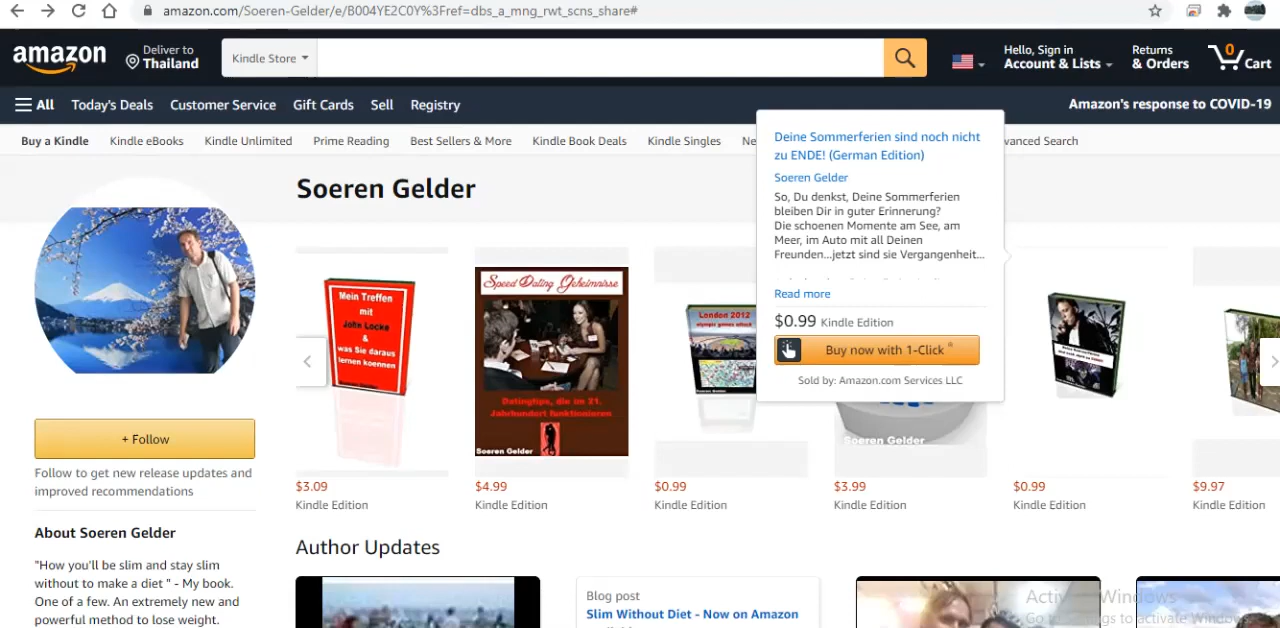 amazon.com/Soeren-Gelder/e/B004YE2C0Y%3Fref=dbs_a_mng_rwt_scns_share#
amazon
Deliver to
Thailand
Kindle Store
Hello, Sign in
Account & Lists
Returns
& Orders
0
Cart
All
Today's Deals
Customer Service
Gift Cards
Sell
Registry
Amazon's response to COVID-19
Buy a Kindle
Kindle eBooks
Kindle Unlimited
Prime Reading
Best Sellers & More
Kindle Book Deals
Kindle Singles
Ne
vanced Search
Soeren Gelder
Deine Sommerferien sind noch nicht
zu ENDE! (German Edition)
Soeren Gelder
So, Du denkst, Deine Sommerferien
bleiben Dir in guter Erinnerung?
Die schoenen Momente am See, am
Meer, im Auto mit all Deinen
Freunden...jetzt sind sie Vergangenheit...
Read more
$0.99 Kindle Edition
Buy now with 1-Click ®
Sold by: Amazon.com Services LLC
Mein Treffen
mit
John Locke
&
was Sie daraus
lernen koennen
Speed Dating Geheimnisse
Datingtips, die im 21.
Jahrhundert funktionieren
Soeren Gelder
London 2012
olympic games attack
Soeren Gelder
$3.09
Kindle Edition
$4.99
Kindle Edition
$0.99
Kindle Edition
$3.99
Kindle Edition
$0.99
Kindle Edition
$9.97
Kindle Edition
+ Follow
Follow to get new release updates and
improved recommendations
About Soeren Gelder
"How you'll be slim and stay slim
without to make a diet " - My book.
One of a few. An extremely new and
powerful method to lose weight.
Author Updates
Blog post
Slim Without Diet - Now on Amazon
Activate Windows
Go to Settings to activate Windows.